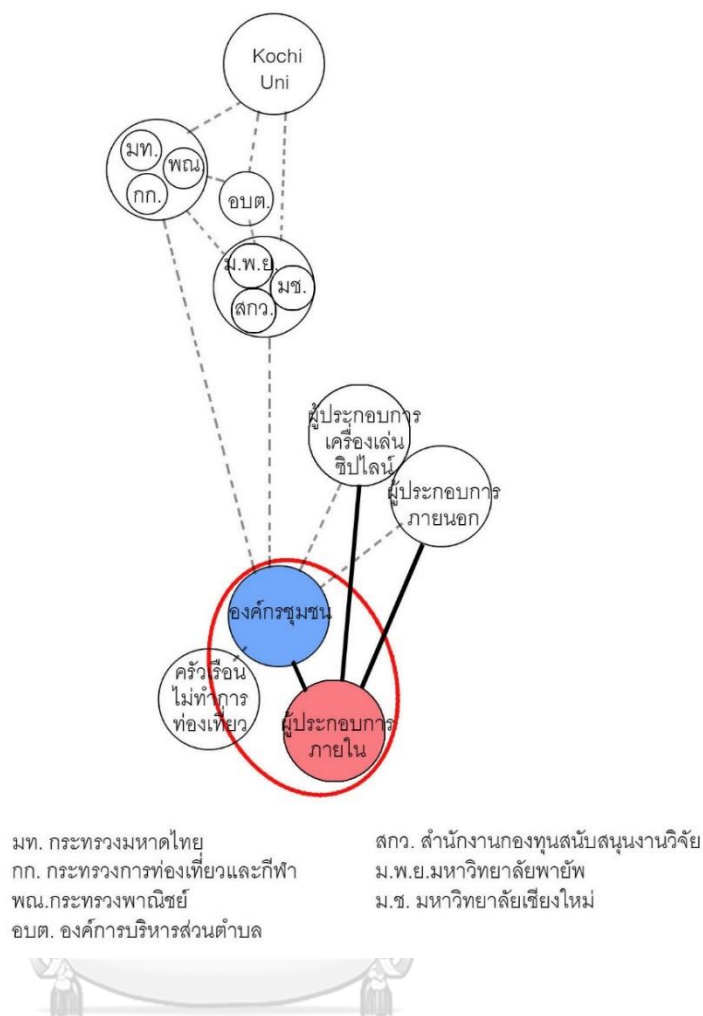 Kochi
Uni
มท.
พณ.
กก.
อบต.
ม.พ.ย.
มช.
สกว.
ผู้ประกอบการ
เครื่องเล่น
ซิปไลน์
ผู้ประกอบการ
ภายนอก
องค์กรชุมชน
ครัวเรือน
ไม่ทำการ
ท่องเที่ยว
ผู้ประกอบการ
ภายใน
มท. กระทรวงมหาดไทย
กก. กระทรวงการท่องเที่ยวและกีฬา
พณ.กระทรวงพาณิชย์
อบต. องค์การบริหารส่วนตำบล
สกว. สำนักงานกองทุนสนับสนุนงานวิจัย
ม.พ.ย.มหาวิทยาลัยพายัพ
ม.ช. มหาวิทยาลัยเชียงใหม่